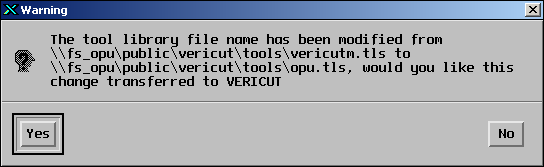 Warning
The tool library file name has been modified from
\\fs_opu\public\vericut\tools\vericutm.tls to
\\fs_opu\public\vericut\tools\opu.tls, would you like this
change transferred to VERICUT
Yes
No